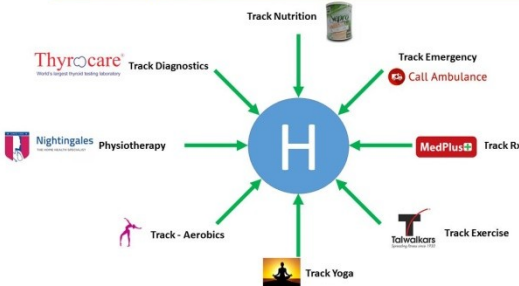 Track Nutrition
Thyrocare®
World's largest thyroid testing laboratory
Track Diagnostics
Track Emergency
Call Ambulance
H
Nightingales
Physiotherapy
MedPlus
Track Rx
Track - Aerobics
Talwalkars
Track Exercise
Track Yoga